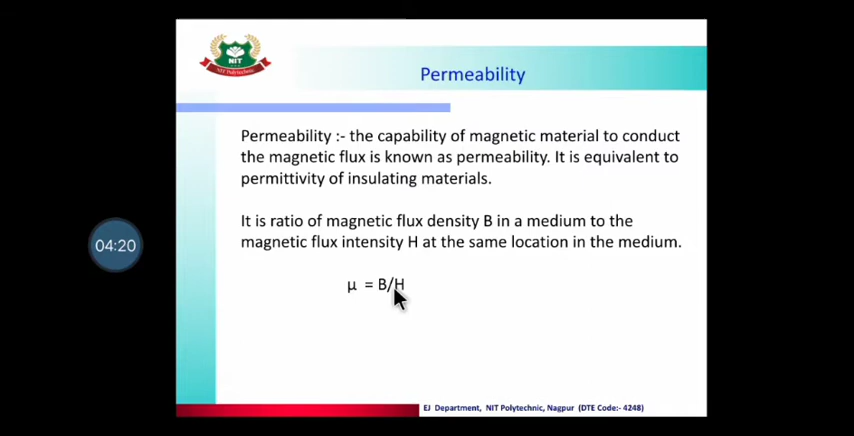 NIT
NIT Polytechnic
Permeability
Permeability :- the capability of magnetic material to conduct
the magnetic flux is known as permeability. It is equivalent to
permittivity of insulating materials.
It is ratio of magnetic flux density B in a medium to the
magnetic flux intensity H at the same location in the medium.
04:20
μ = B/H
EJ Department, NIT Polytechnic, Nagpur (DTE Code:- 4248)